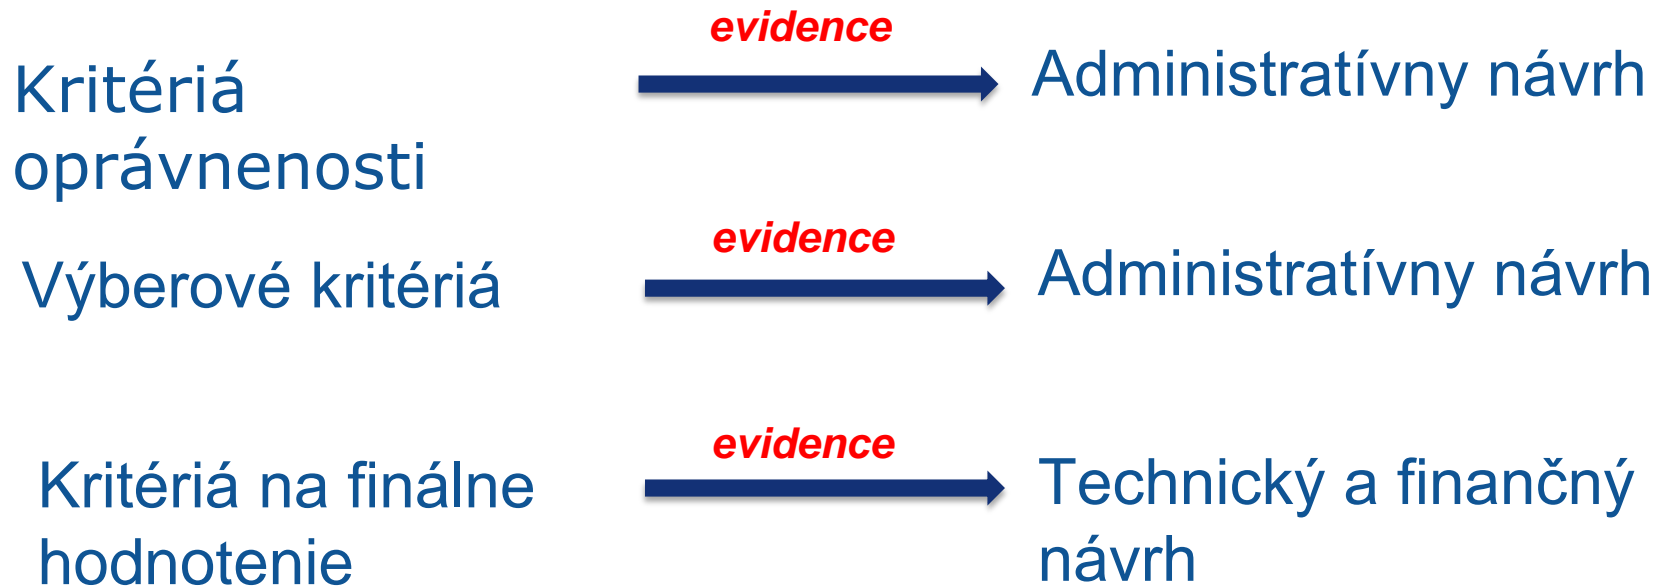 evidence
Kritériá
oprávnenosti
Administratívny návrh
evidence
Výberové kritériá
Administratívny návrh
evidence
Kritériá na finálne
hodnotenie
Technický a finančný
návrh